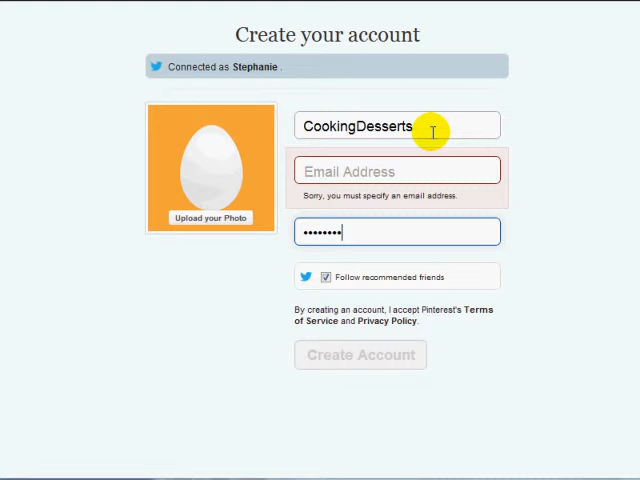 Create your account
Connected as Stephanie .
CookingDesserts
Email Address
Sorry, you must specify an email address.
Upload your Photo
••••••••
Follow recommended friends
By creating an account, I accept Pinterest's Terms
of Service and Privacy Policy.
Create Account